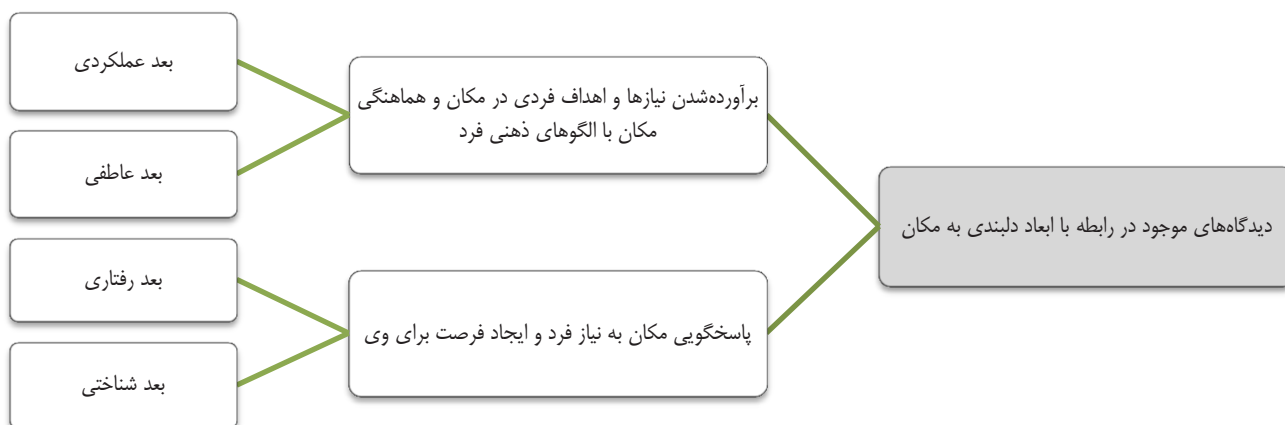 دیدگاه‌های موجود در رابطه با ابعاد دلبندی به مکان
برآورده‌شدن نیازها و اهداف فردی در مکان و هماهنگی
مکان با الگوهای ذهنی فرد
بعد عملکردی
بعد عاطفی
پاسخگویی مکان به نیاز فرد و ایجاد فرصت برای وی
بعد رفتاری
بعد شناختی